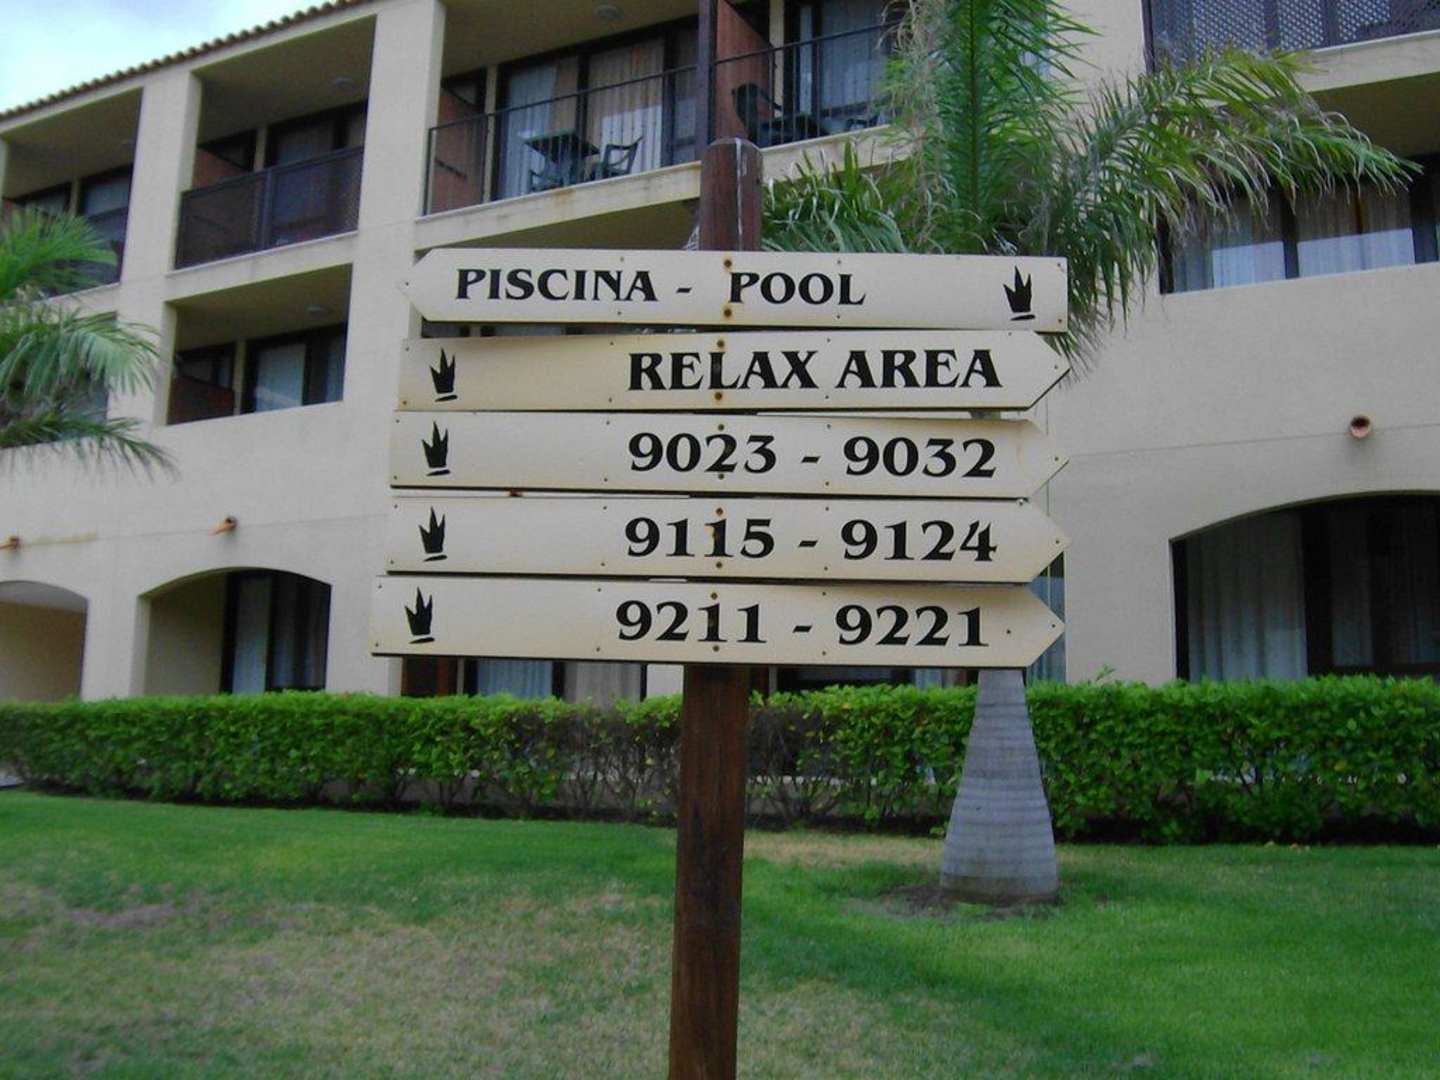 PISCINA - POOL
RELAX AREA
9023 - 9032
9115 - 9124
9211 - 9221